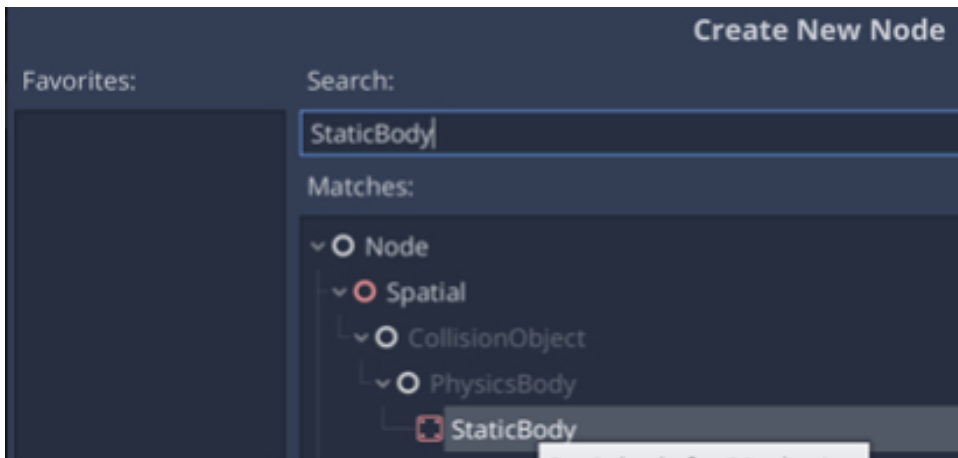 Create New Node
Favorites:
Search:
StaticBody
Matches:
Node
Spatial
CollisionObject
PhysicsBody
StaticBody